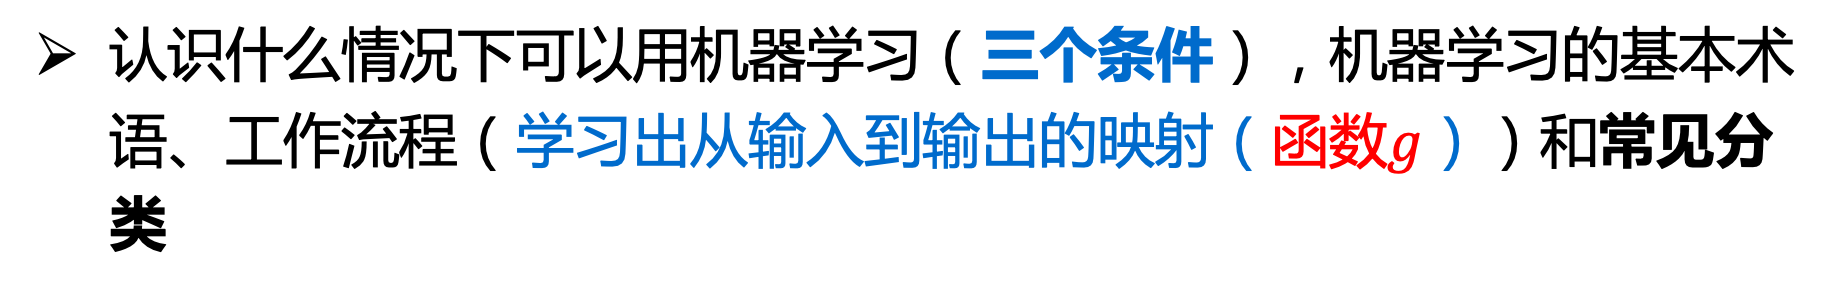 ➢ 认识什么情况下可以用机器学习（三个条件），机器学习的基本术
语、工作流程（学习出从输入到输出的映射（函数g））和常见分
类